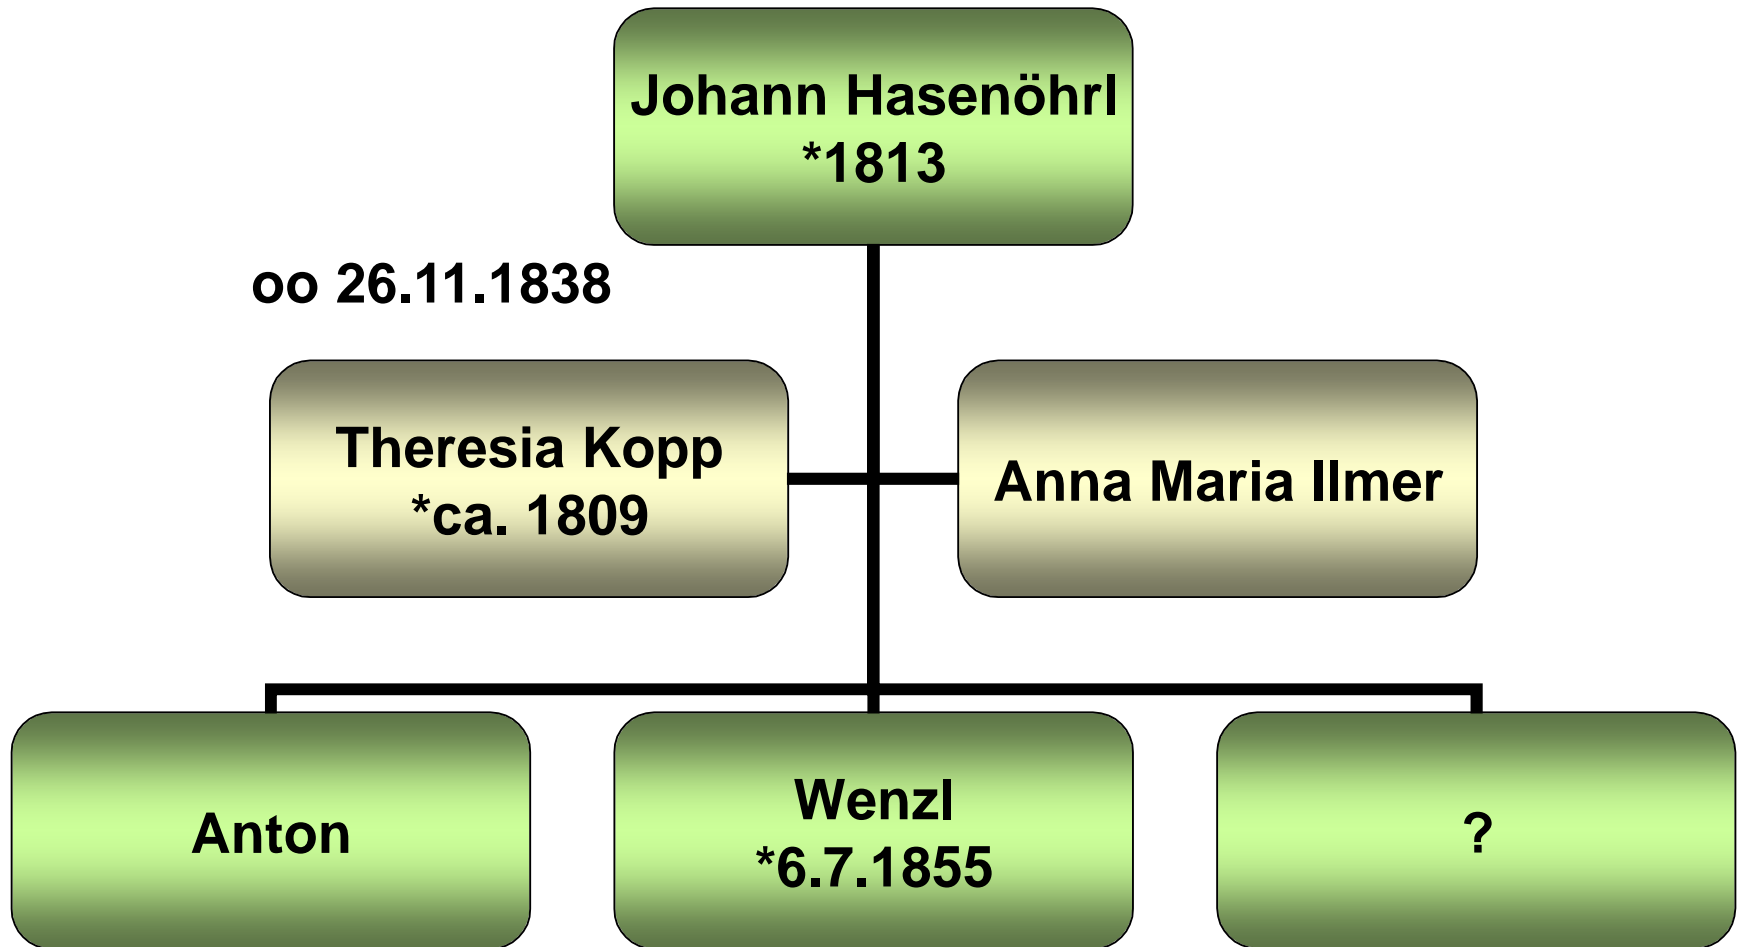 Johann Hasenöhrl
*1813
oo 26.11.1838
Theresia Kopp
*ca. 1809
Anna Maria Ilmer
Anton
Wenzl
*6.7.1855
?